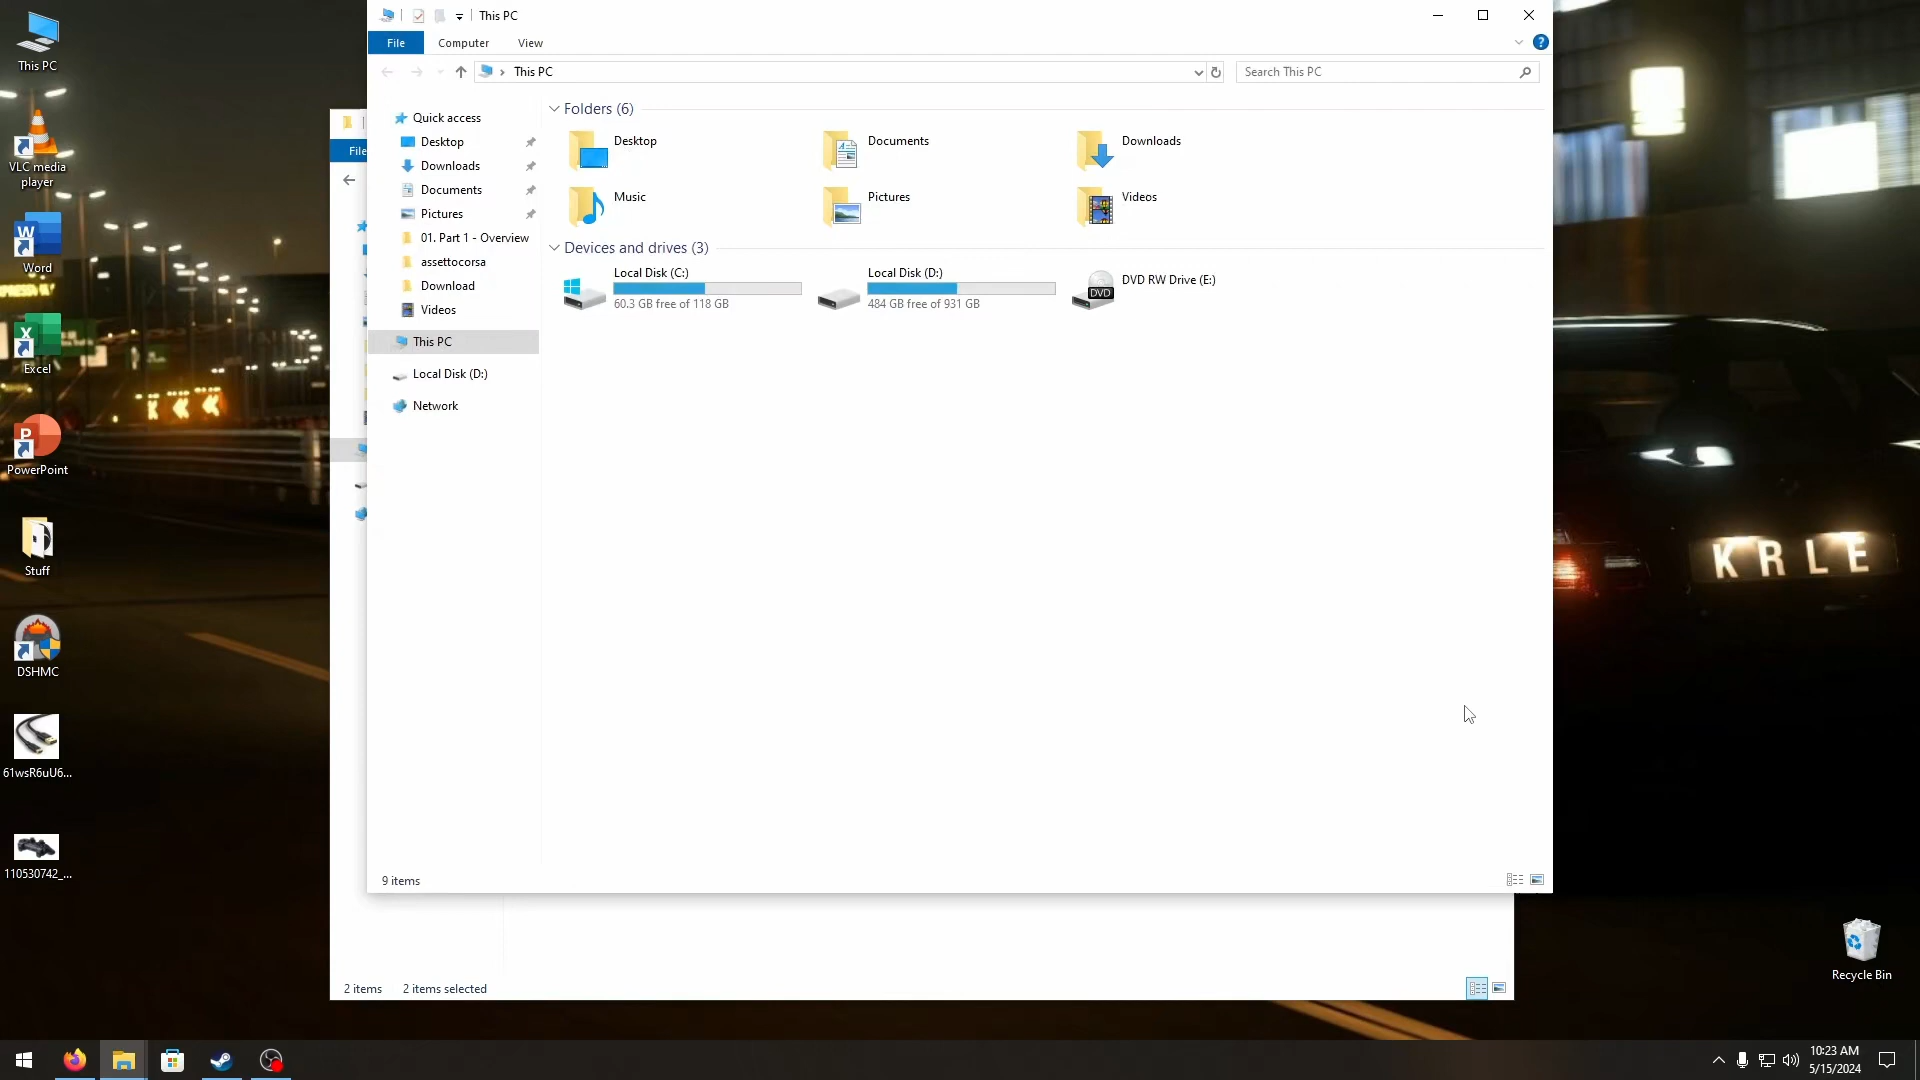 This PC
VLC media
player
Word
Excel
PowerPoint
Stuff
DSHMC
61wsR6uU6...
110530742_...
This PC
File
Computer
View
This PC
Search This PC
Quick access
Desktop
Downloads
Documents
Pictures
01. Part 1 - Overview
assettocorsa
Download
Videos
This PC
Local Disk (D:)
Network
Folders (6)
Desktop
Documents
Downloads
Music
Pictures
Videos
Devices and drives (3)
Local Disk (C:)
60.3 GB free of 118 GB
Local Disk (D:)
484 GB free of 931 GB
DVD
DVD RW Drive (E:)
9 items
File
2 items
2 items selected
KRLE
Recycle Bin
10:23 AM
5/15/2024